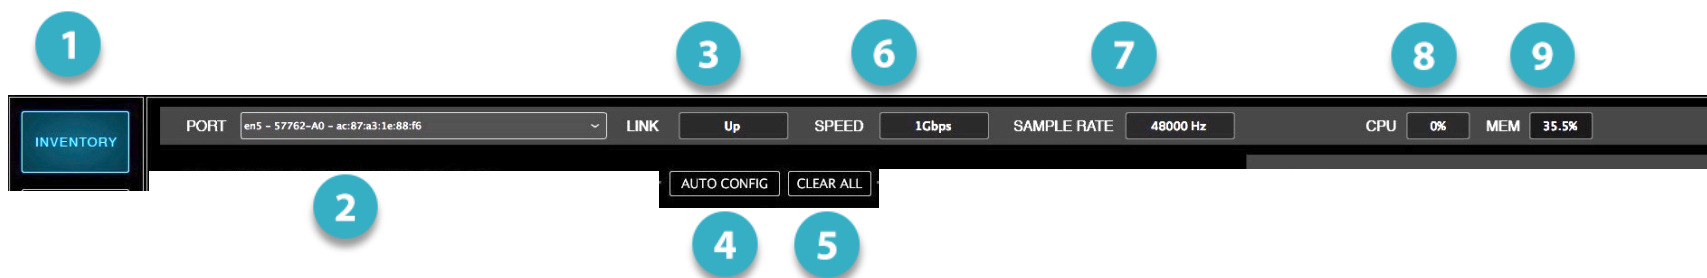 1 3 6 7 8 9
INVENTORY PORT en5 - 57762-A0 - ac:87:a3:1e:88:f6 LINK Up SPEED 1Gbps SAMPLE RATE 48000 Hz CPU 0% MEM 35.5%
AUTO CONFIG CLEAR ALL
2 4 5